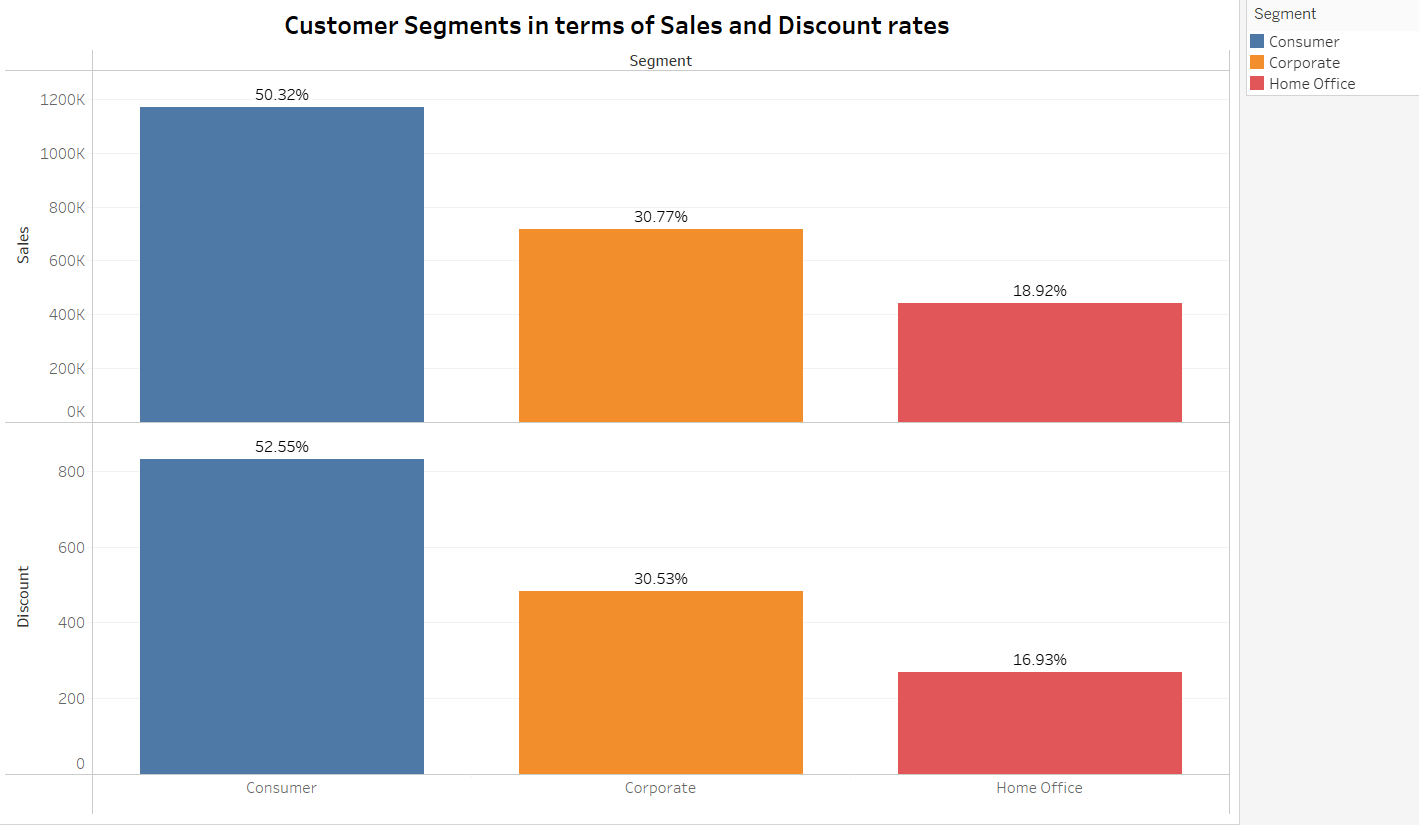 Customer Segments in terms of Sales and Discount rates
Segment
Sales
1200K
1000K
800K
600K
400K
200K
0K
50.32%
30.77%
18.92%
Discount
800
600
400
200
0
52.55%
30.53%
16.93%
Consumer
Corporate
Home Office
Segment
Consumer
Corporate
Home Office